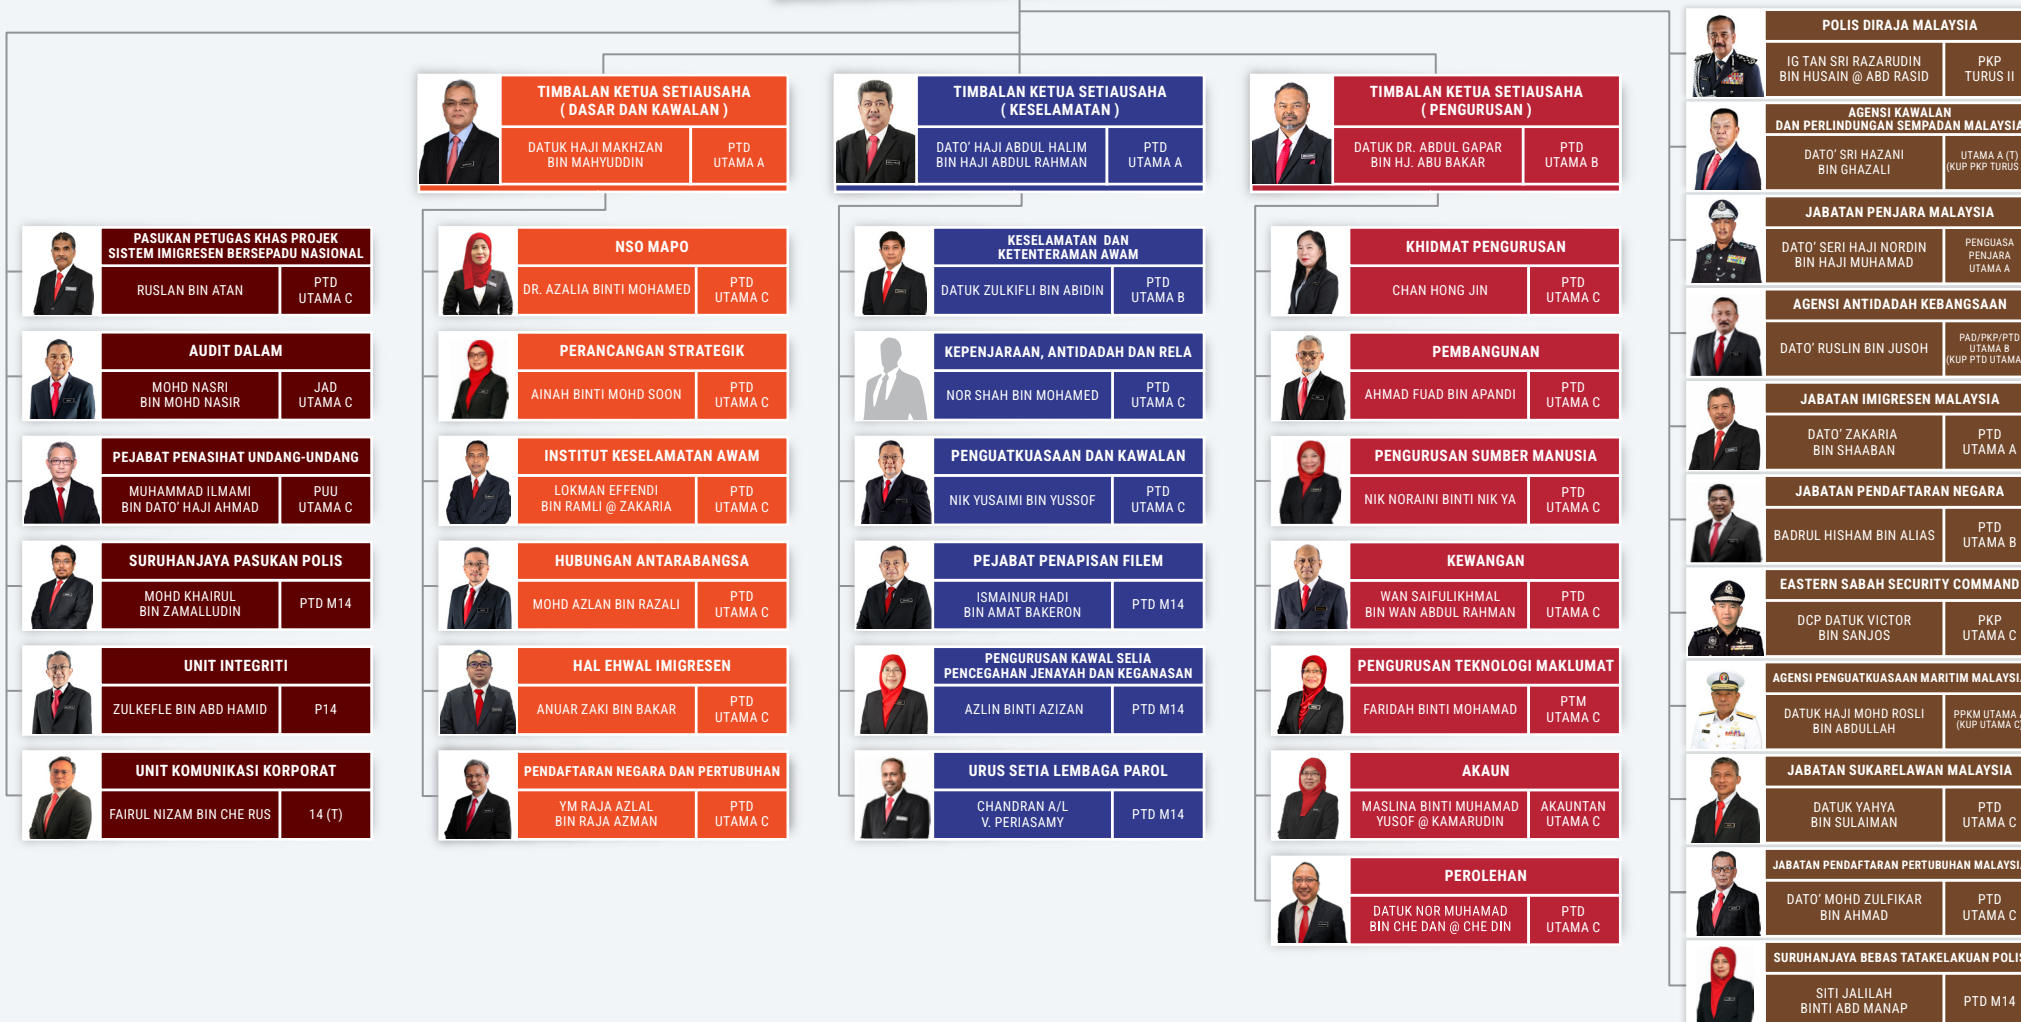 TIMBALAN KETUA SETIAUSAHA
( DASAR DAN KAWALAN )
DATUK HAJI MAKHZAN
BIN MAHYUDDIN
PTD
UTAMA A
TIMBALAN KETUA SETIAUSAHA
( KESELAMATAN )
DATO' HAJI ABDUL HALIM
BIN HAJI ABDUL RAHMAN
PTD
UTAMA A
TIMBALAN KETUA SETIAUSAHA
( PENGURUSAN )
DATUK DR. ABDUL GAPAR
BIN HJ. ABU BAKAR
PTD
UTAMA B
PASUKAN PETUGAS KHAS PROJEK
SISTEM IMIGRESEN BERSEPADU NASIONAL
RUSLAN BIN ATAN
PTD
UTAMA C
AUDIT DALAM
MOHD NASRI
BIN MOHD NASIR
JAD
UTAMA C
PEJABAT PENASIHAT UNDANG-UNDANG
MUHAMMAD ILMAMI
BIN DATO' HAJI AHMAD
PUU
UTAMA C
SURUHANJAYA PASUKAN POLIS
MOHD KHAIRUL
BIN ZAMALLUDIN
PTD M14
UNIT INTEGRITI
ZULKEFLE BIN ABD HAMID
P14
UNIT KOMUNIKASI KORPORAT
FAIRUL NIZAM BIN CHE RUS
14 (T)
NSO MAPO
DR. AZALIA BINTI MOHAMED
PTD
UTAMA C
PERANCANGAN STRATEGIK
AINAH BINTI MOHD SOON
PTD
UTAMA C
INSTITUT KESELAMATAN AWAM
LOKMAN EFFENDI
BIN RAMLI @ ZAKARIA
PTD
UTAMA C
HUBUNGAN ANTARABANGSA
MOHD AZLAN BIN RAZALI
PTD
UTAMA C
HAL EHWAL IMIGRESEN
ANUAR ZAKI BIN BAKAR
PTD
UTAMA C
PENDAFTARAN NEGARA DAN PERTUBUHAN
YM RAJA AZLAL
BIN RAJA AZMAN
PTD
UTAMA C
KESELAMATAN DAN
KETENTERAMAN AWAM
DATUK ZULKIFLI BIN ABIDIN
PTD
UTAMA B
KEPENJARAAN, ANTIDADAH DAN RELA
NOR SHAH BIN MOHAMED
PTD
UTAMA C
PENGUATKUASAAN DAN KAWALAN
NIK YUSAIMI BIN YUSSOF
PTD
UTAMA C
PEJABAT PENAPISAN FILEM
ISMAINUR HADI
BIN AMAT BAKERON
PTD M14
PENGURUSAN KAWAL SELIA
PENCEGAHAN JENAYAH DAN KEGANASAN
AZLIN BINTI AZIZAN
PTD M14
URUS SETIA LEMBAGA PAROL
CHANDRAN A/L
V. PERIASAMY
PTD M14
KHIDMAT PENGURUSAN
CHAN HONG JIN
PTD
UTAMA C
PEMBANGUNAN
AHMAD FUAD BIN APANDI
PTD
UTAMA C
PENGURUSAN SUMBER MANUSIA
NIK NORAINI BINTI NIK YA
PTD
UTAMA C
KEWANGAN
WAN SAIFULIKHMAL
BIN WAN ABDUL RAHMAN
PTD
UTAMA C
PENGURUSAN TEKNOLOGI MAKLUMAT
FARIDAH BINTI MOHAMAD
PTM
UTAMA C
AKAUN
MASLINA BINTI MUHAMAD
YUSOF @ KAMARUDIN
AKAUNTAN
UTAMA C
PEROLEHAN
DATUK NOR MUHAMAD
BIN CHE DAN @ CHE DIN
PTD
UTAMA C
POLIS DIRAJA MALAYSIA
IG TAN SRI RAZARUDIN
BIN HUSAIN @ ABD RASID
PKP
TURUS II
AGENSI KAWALAN
DAN PERLINDUNGAN SEMPADAN MALAYSIA
DATO' SRI HAZANI
BIN GHAZALI
UTAMA A (T)
(KUP PKP TURUS
JABATAN PENJARA MALAYSIA
DATO' SERI HAJI NORDIN
BIN HAJI MUHAMAD
PENGUASA
PENJARA
UTAMA A
AGENSI ANTIDADAH KEBANGSAAN
DATO' RUSLIN BIN JUSOH
PAD/PKP/PTD
UTAMA B
(KUP PTD UTAMA
JABATAN IMIGRESEN MALAYSIA
DATO' ZAKARIA
BIN SHAABAN
PTD
UTAMA A
JABATAN PENDAFTARAN NEGARA
BADRUL HISHAM BIN ALIAS
PTD
UTAMA B
EASTERN SABAH SECURITY COMMAND
DCP DATUK VICTOR
BIN SANJOS
PKP
UTAMA C
AGENSI PENGUATKUASAAN MARITIM MALAYSIA
DATUK HAJI MOHD ROSLI
BIN ABDULLAH
PPKM UTAMA
(KUP UTAMA C)
JABATAN SUKARELAWAN MALAYSIA
DATUK YAHYA
BIN SULAIMAN
PTD
UTAMA C
JABATAN PENDAFTARAN PERTUBUHAN MALAYSIA
DATO' MOHD ZULFIKAR
BIN AHMAD
PTD
UTAMA C
SURUHANJAYA BEBAS TATAKELAKUAN POLIS
SITI JALILAH
BINTI ABD MANAP
PTD M14